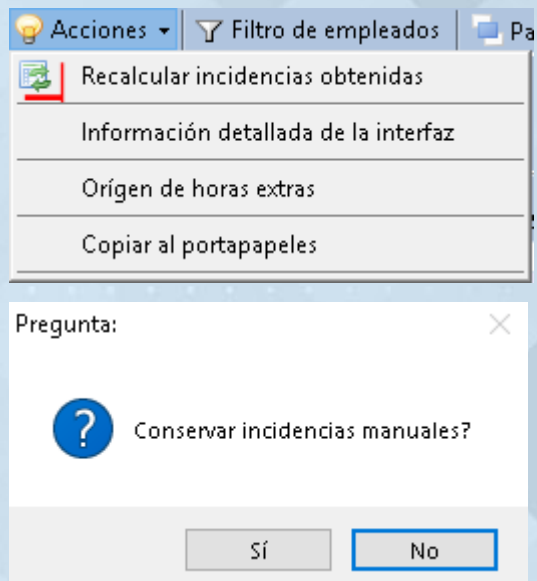 Acciones Filtro de empleados Pa
Recalcular incidencias obtenidas
Información detallada de la interfaz
Orígen de horas extras
Copiar al portapapeles
Pregunta:
Conservar incidencias manuales?
Sí No